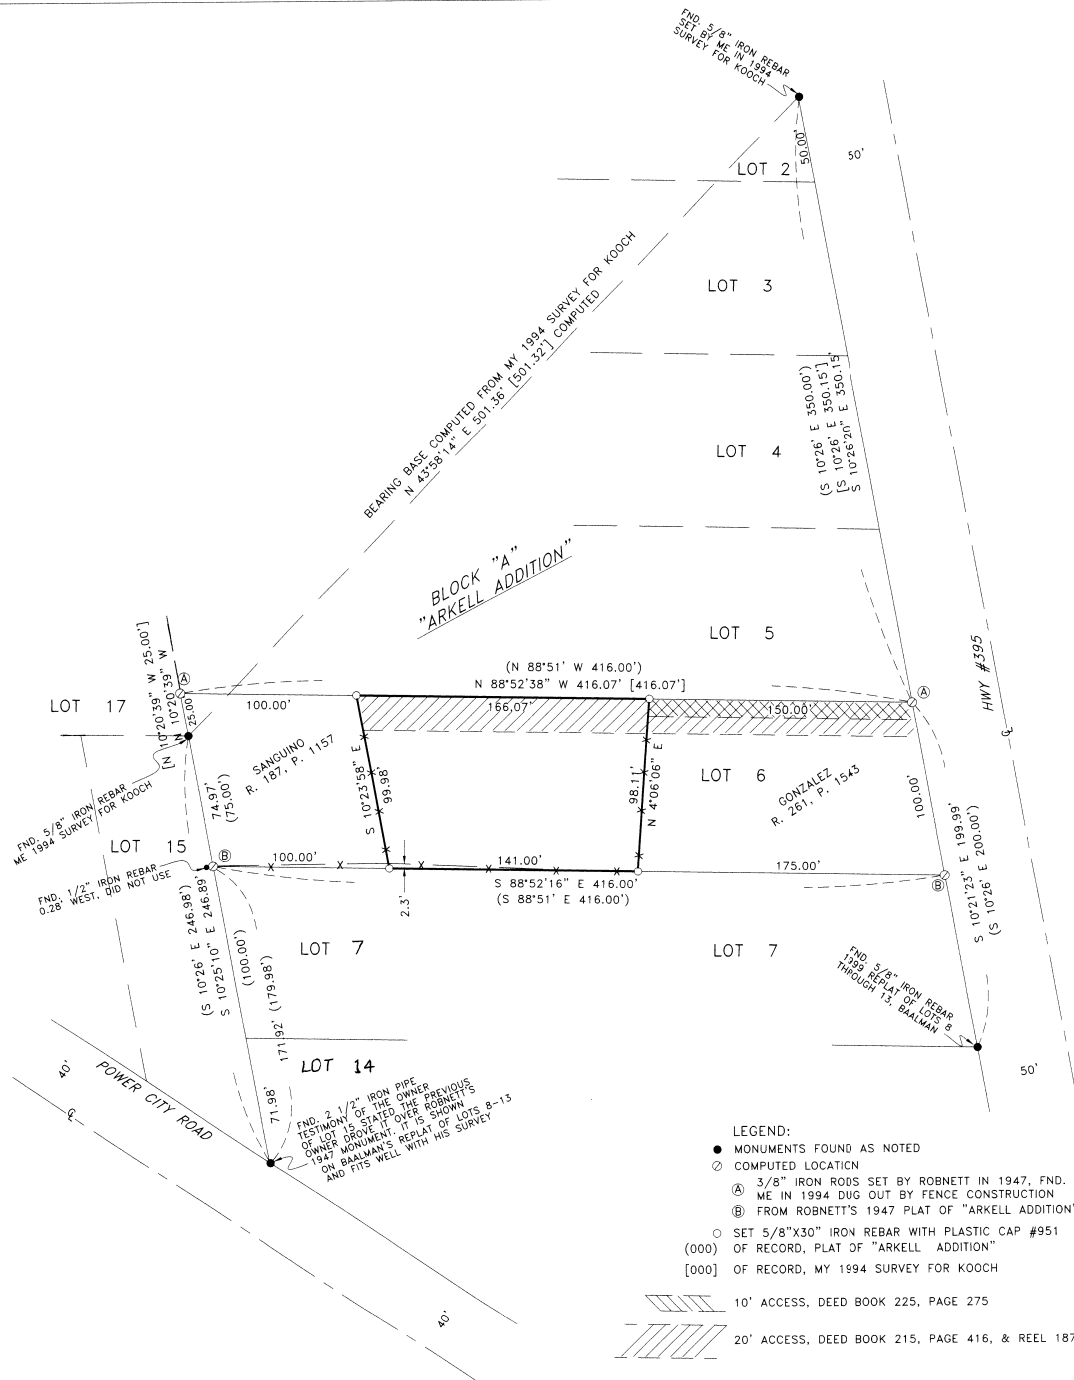 FND. 5/8" IRON REBAR
SET BY ME IN 1994
SURVEY FOR KOOCH
50.00'
50'
LOT 2
LOT 3
BEARING BASE COMPUTED FROM MY 1994 SURVEY FOR KOOCH
N 43°58'14" E 501.36' [501.32'] COMPUTED
(S 10°26' E 350.00')
[S 10°26' E 350.15']
S 10°26'20" E 350.15'
LOT 4
BLOCK "A"
"ARKELL ADDITION"
LOT 5
HWY #395
[N 10°20'39" W 25.00']
N 10°20'39" W
25.00'
A
(N 88°51' W 416.00')
N 88°52'38" W 416.07' [416.07']
A
LOT 17
100.00'
166.07'
150.00'
SANGUINO
R. 187, P. 1157
S 10°23'58" E
99.98'
98.11'
N 4°06'06" E
LOT 6
GONZALEZ
R. 261, P. 1543
100.00'
FND. 5/8" IRON REBAR
ME 1994 SURVEY FOR KOOCH
74.97'
(75.00')
LOT 15
B
100.00'
141.00'
175.00'
S 88°52'16" E 416.00'
(S 88°51' E 416.00')
B
FND. 1/2" IRON REBAR
0.28' WEST, DID NOT USE
2.3'
S 10°21'23" E 199.99'
(S 10°26' E 200.00')
(S 10°26' E 246.98')
S 10°25'10" E 246.89'
(100.00')
LOT 7
LOT 7
FND. 5/8" IRON REBAR
1999 REPLAT OF LOTS 8
THROUGH 13, BAALMAN
171.92' (179.98')
LOT 14
71.98'
50'
40'
POWER CITY ROAD
FND. 2 1/2" IRON PIPE
TESTIMONY OF THE OWNER
OF LOT 15 STATED THE PREVIOUS
OWNER DROVE IT OVER ROBNETT'S
1947 MONUMENT. IT IS SHOWN
ON BAALMAN'S REPLAT OF LOTS 8-13
AND FITS WELL WITH HIS SURVEY
40'
LEGEND:
MONUMENTS FOUND AS NOTED
COMPUTED LOCATION
A 3/8" IRON RODS SET BY ROBNETT IN 1947, FND.
ME IN 1994 DUG OUT BY FENCE CONSTRUCTION
B FROM ROBNETT'S 1947 PLAT OF "ARKELL ADDITION"
SET 5/8"X30" IRON REBAR WITH PLASTIC CAP #951
(000) OF RECORD, PLAT OF "ARKELL ADDITION"
[000] OF RECORD, MY 1994 SURVEY FOR KOOCH
10' ACCESS, DEED BOOK 225, PAGE 275
20' ACCESS, DEED BOOK 215, PAGE 416, & REEL 187